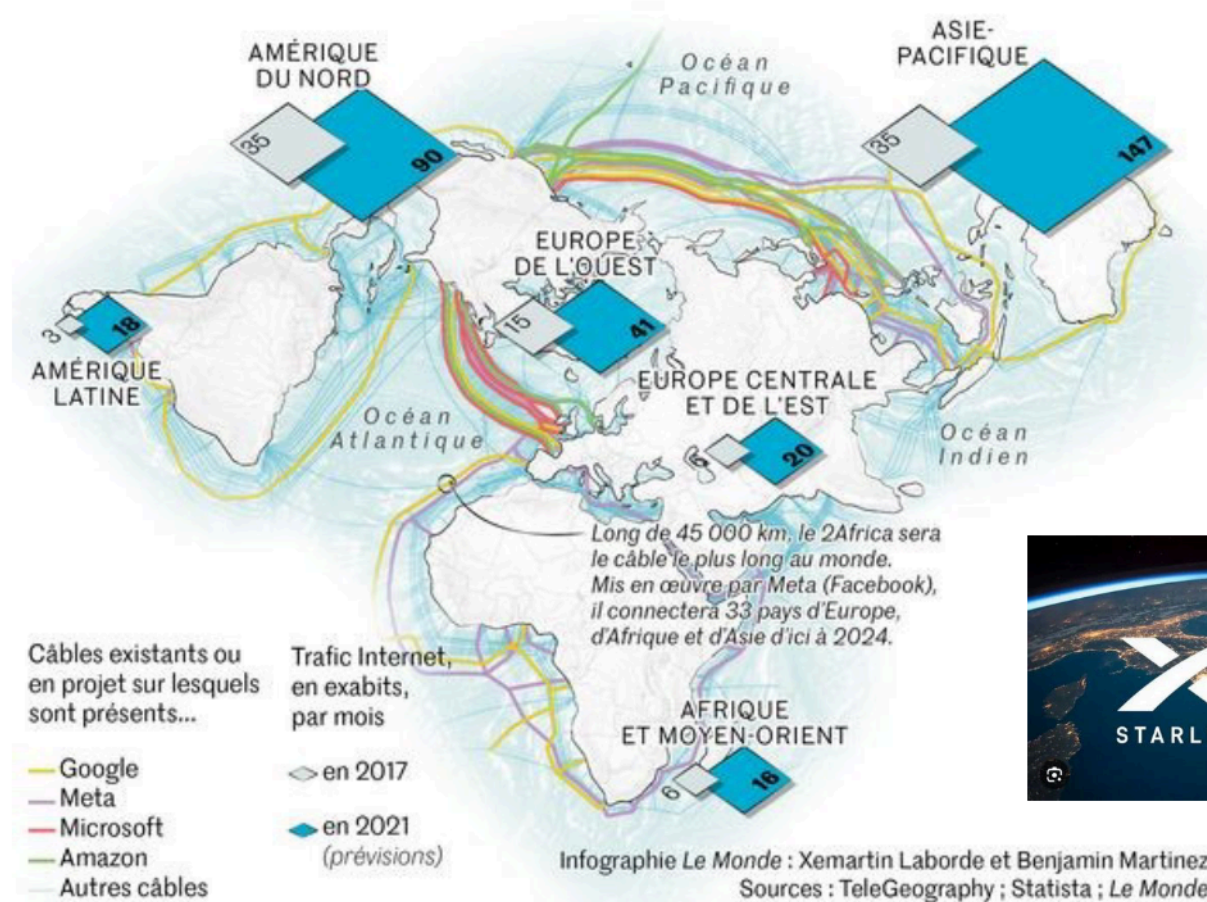 AMÉRIQUE
DU NORD
35
90
Océan
Pacifique
ASIE-
PACIFIQUE
35
147
EUROPE
DE L'OUEST
15
41
3
18
AMÉRIQUE
LATINE
Océan
Atlantique
EUROPE CENTRALE
ET DE L'EST
20
Océan
Indien
Long de 45 000 km, le 2Africa sera
le câble le plus long au monde.
Mis en œuvre par Meta (Facebook),
il connectera 33 pays d'Europe,
d'Afrique et d'Asie d'ici à 2024.
STARL
AFRIQUE
ET MOYEN-ORIENT
6
16
Câbles existants ou
en projet sur lesquels
sont présents...
Google
Meta
Microsoft
Amazon
Autres câbles
Trafic Internet,
en exabits,
par mois
en 2017
en 2021
(prévisions)
Infographie Le Monde : Xemartin Laborde et Benjamin Martinez
Sources : TeleGeography ; Statista ; Le Monde